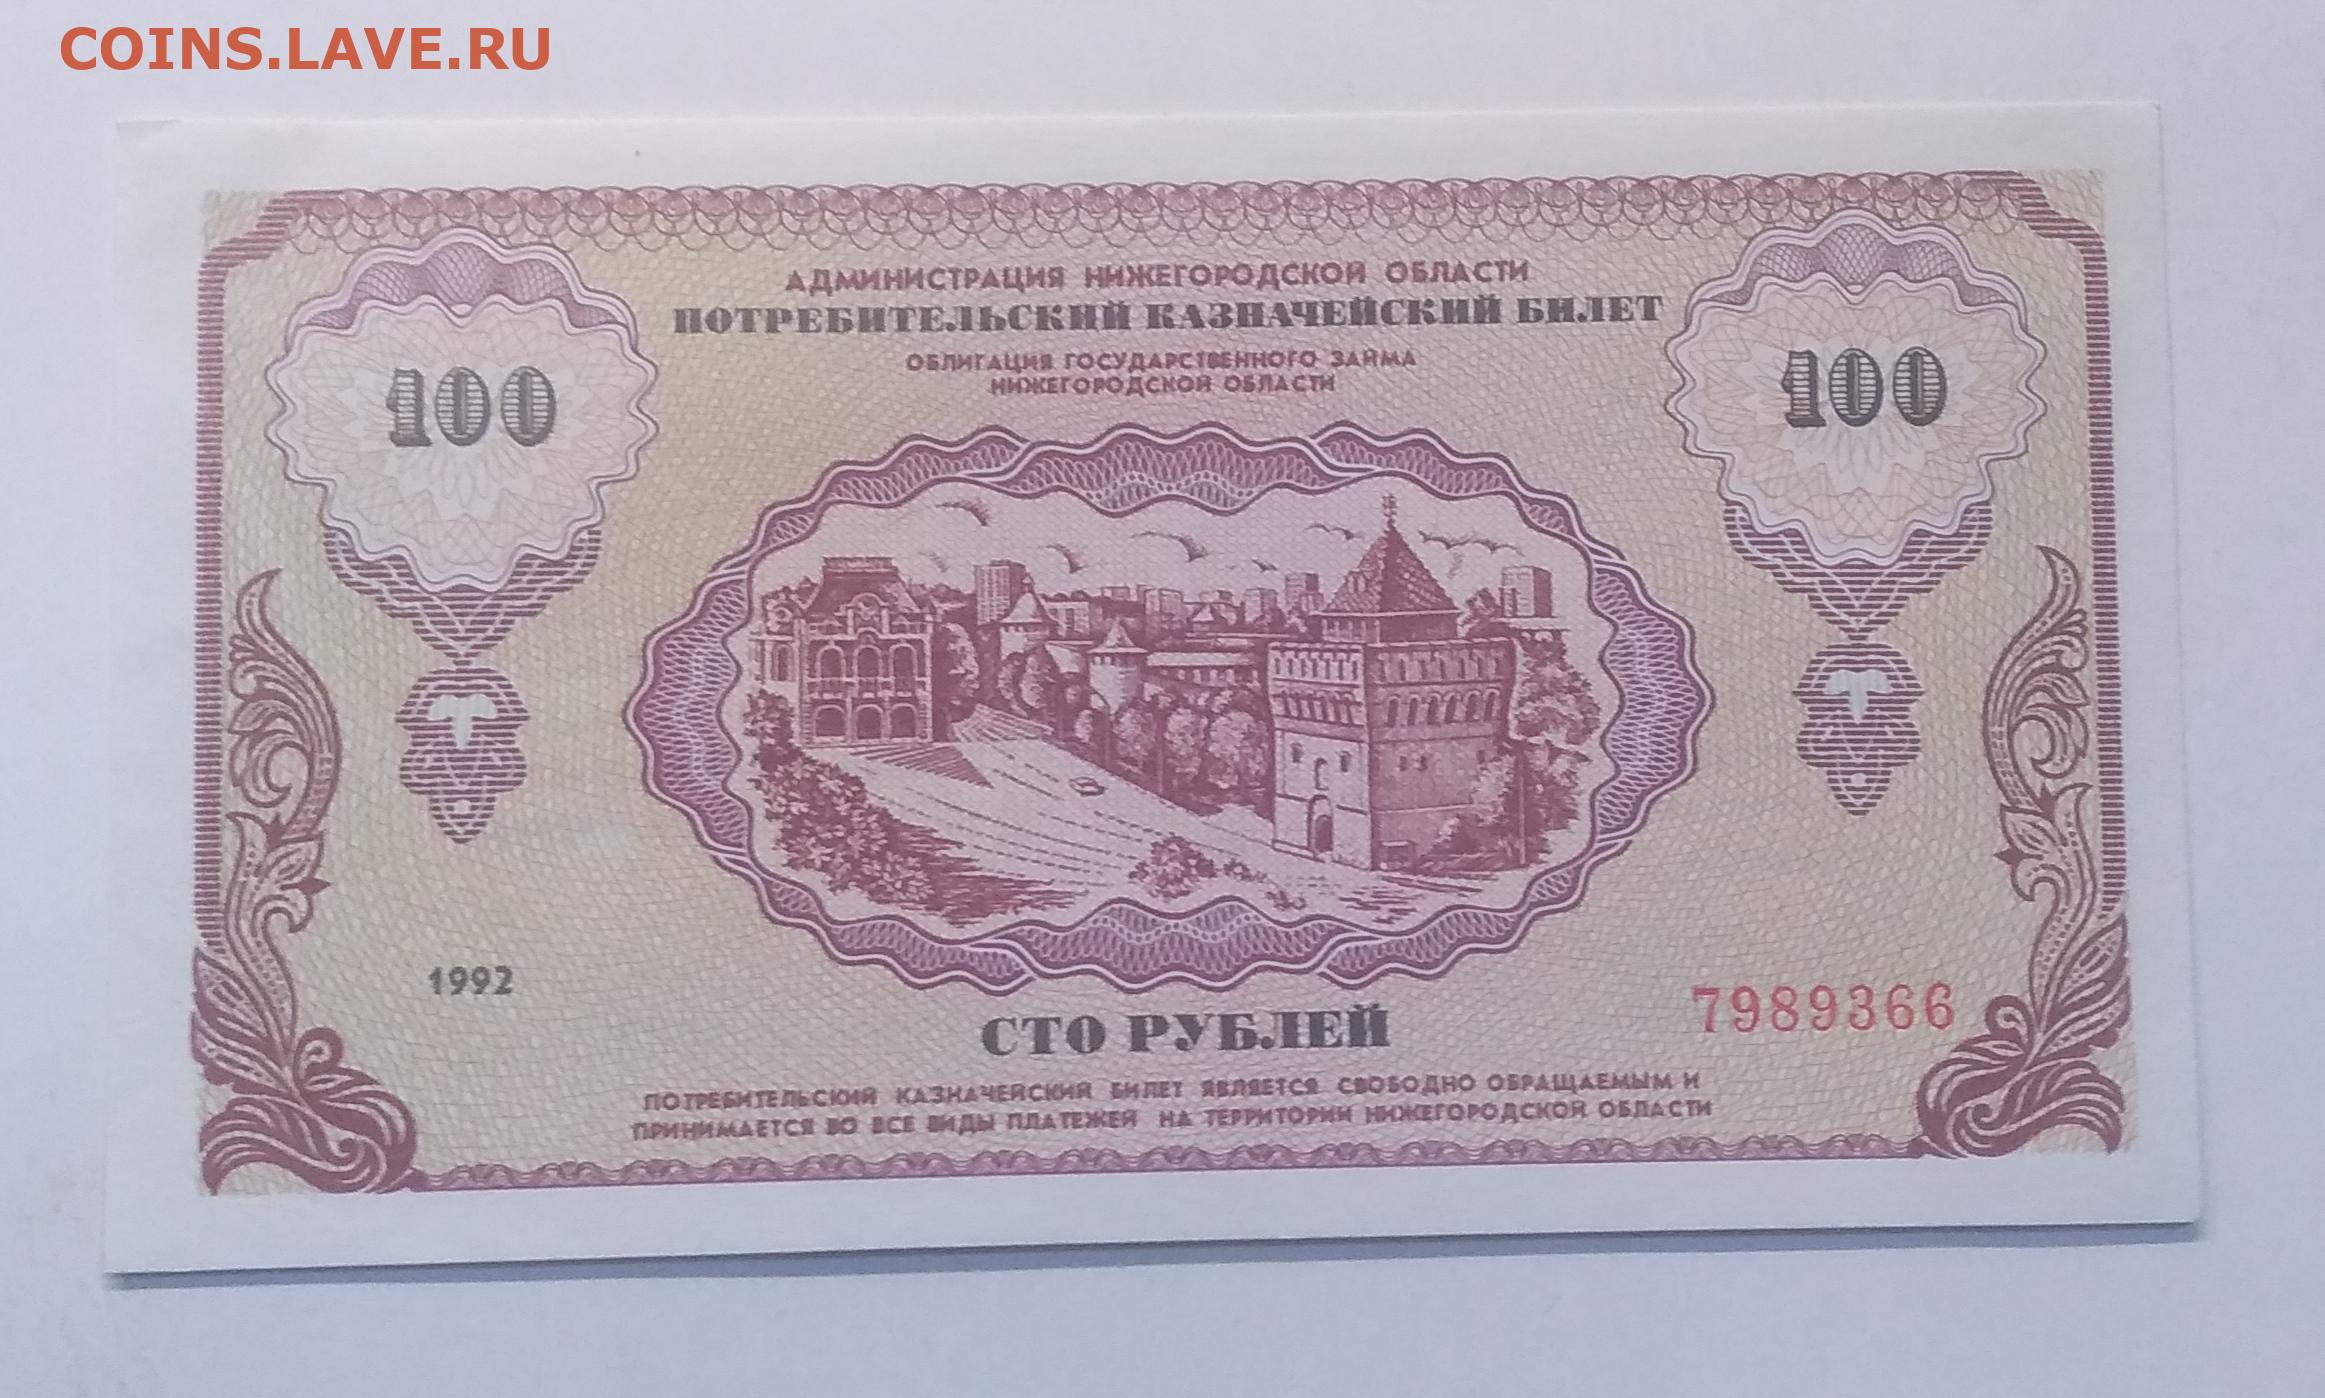 COINS.LAVE.RU
АДМИНИСТРАЦИЯ НИЖЕГОРОДСКОЙ ОБЛАСТИ
ПОТРЕБИТЕЛЬСКИЙ КАЗНАЧЕЙСКИЙ БИЛЕТ
ОБЛИГАЦИЯ ГОСУДАРСТВЕННОГО ЗАЙМА
НИЖЕГОРОДСКОЙ ОБЛАСТИ
100 100
1992
7989366
СТО РУБЛЕЙ
ПОТРЕБИТЕЛЬСКИЙ КАЗНАЧЕЙСКИЙ БИЛЕТ ЯВЛЯЕТСЯ СВОБОДНО ОБРАЩАЕМЫМ И
ПРИНИМАЕТСЯ ВО ВСЕ ВИДЫ ПЛАТЕЖЕЙ НА ТЕРРИТОРИИ НИЖЕГОРОДСКОЙ ОБЛАСТИ